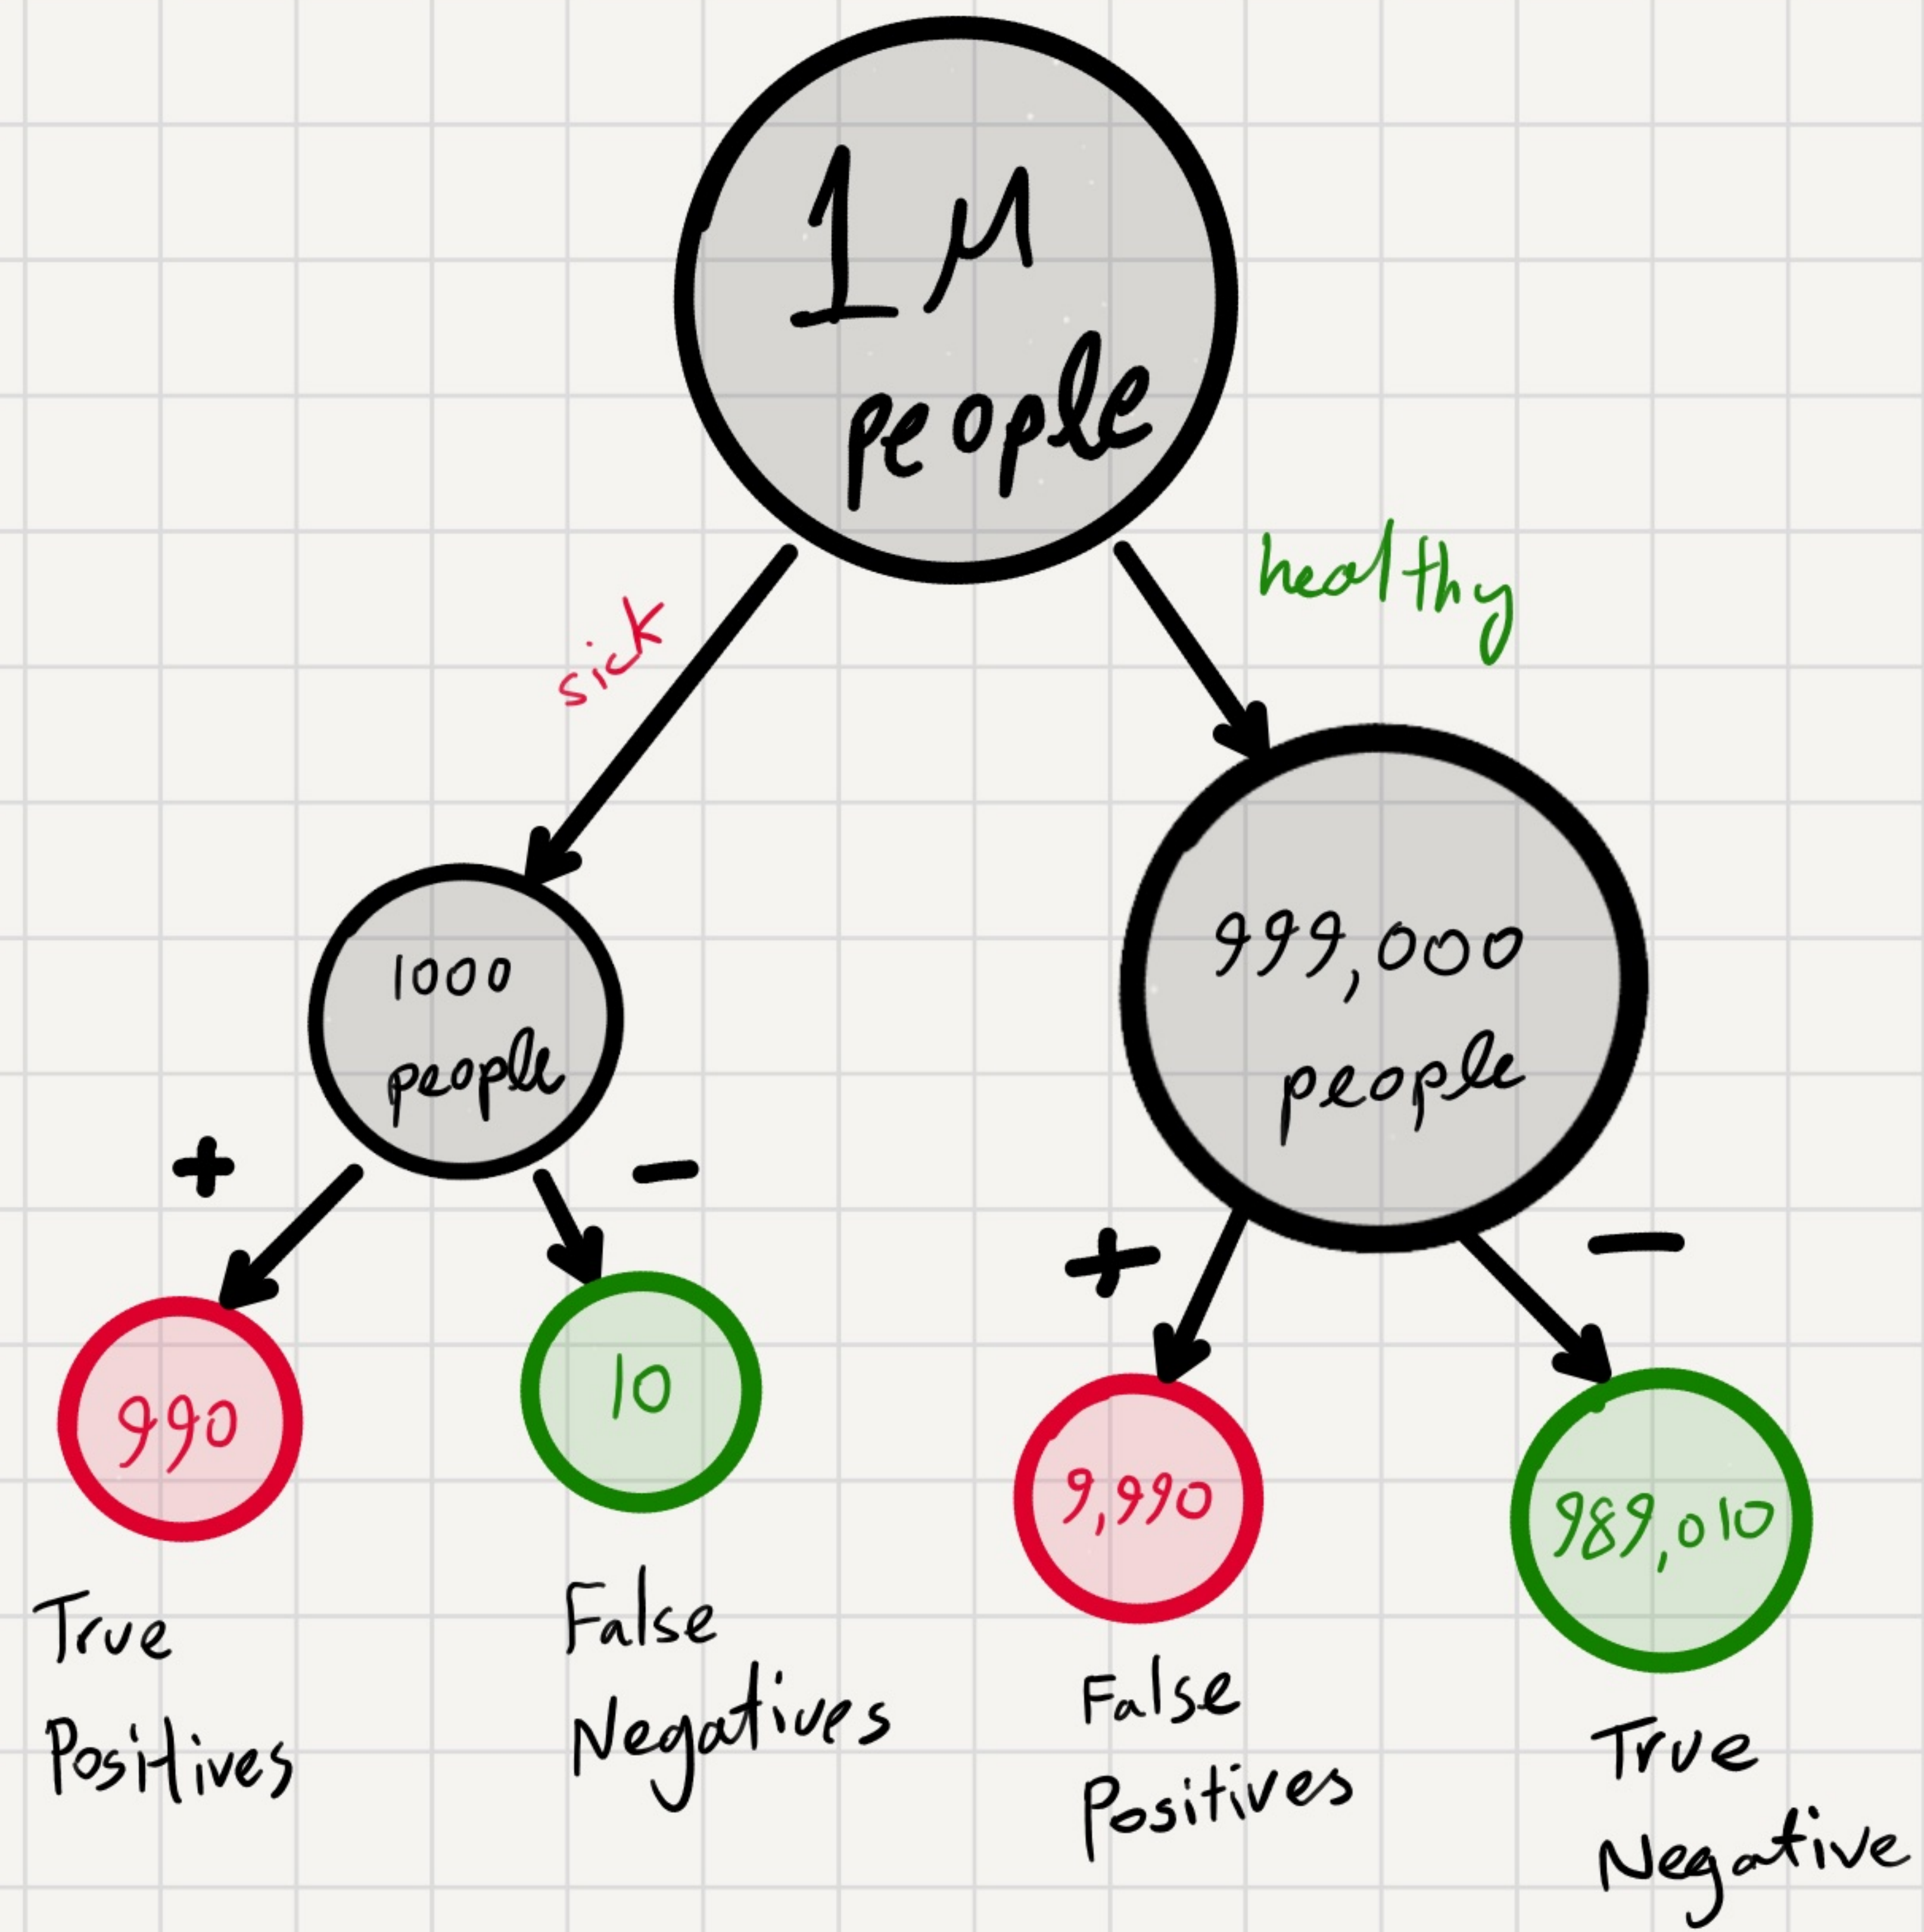 1 M
people
sick
healthy
1000
people
999,000
people
+
−
+
−
990
10
9,990
989,010
True
Positives
False
Negatives
False
Positives
True
Negative